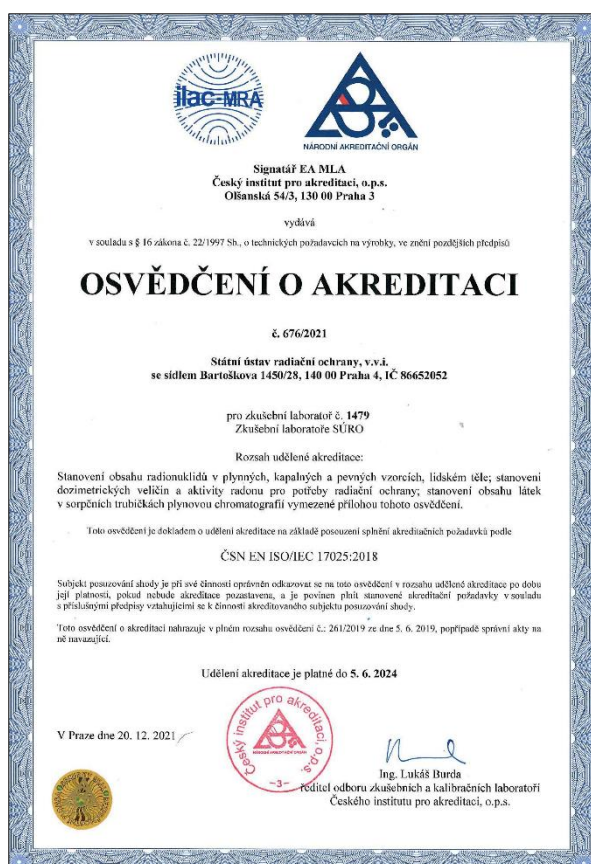 ilac-MRA
NÁRODNÍ AKREDITAČNÍ ORGÁN
Signatář EA MLA
Český institut pro akreditaci, o.p.s.
Olšanská 54/3, 130 00 Praha 3
vydává
v souladu s § 16 zákona č. 22/1997 Sb., o technických požadavcích na výrobky, ve znění pozdějších předpisů
OSVĚDČENÍ O AKREDITACI
č. 676/2021
Státní ústav radiační ochrany, v.v.i.
se sídlem Bartoškova 1450/28, 140 00 Praha 4, IČ 86652052
pro zkušební laboratoř č. 1479
Zkušební laboratoře SÚRO
Rozsah udělené akreditace:
Stanovení obsahu radionuklidů v plynných, kapalných a pevných vzorcích, lidském těle; stanovení
dozimetrických veličin a aktivity radonu pro potřeby radiační ochrany; stanovení obsahu látek
v sorpčních trubičkách plynovou chromatografií vymezené přílohou tohoto osvědčení.
Toto osvědčení je dokladem o udělení akreditace na základě posouzení splnění akreditačních požadavků podle
ČSN EN ISO/IEC 17025:2018
Subjekt posuzování shody je při své činnosti oprávněn odkazovat se na toto osvědčení v rozsahu udělené akreditace po dobu
její platnosti, pokud nebude akreditace pozastavena, a je povinen plnit stanovené akreditační požadavky v souladu
s příslušnými předpisy vztahujícími se k činnosti akreditovaného subjektu posuzování shody.
Toto osvědčení o akreditaci nahrazuje v plném rozsahu osvědčení č.: 261/2019 ze dne 5. 6. 2019, popřípadě správní akty na
ně navazující.
Udělení akreditace je platné do 5. 6. 2024
Český institut pro akreditaci, o.p.s.
NÁRODNÍ AKREDITAČNÍ ORGÁN
-3-
V Praze dne 20. 12. 2021
Ing. Lukáš Burda
ředitel odboru zkušebních a kalibračních laboratoří
Českého institutu pro akreditaci, o.p.s.